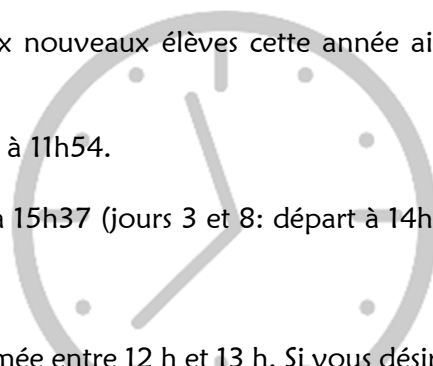 x nouveaux élèves cette année ai
à 11h54.
15h37 (jours 3 et 8: départ à 14h
mée entre 12 h et 13 h. Si vous désir